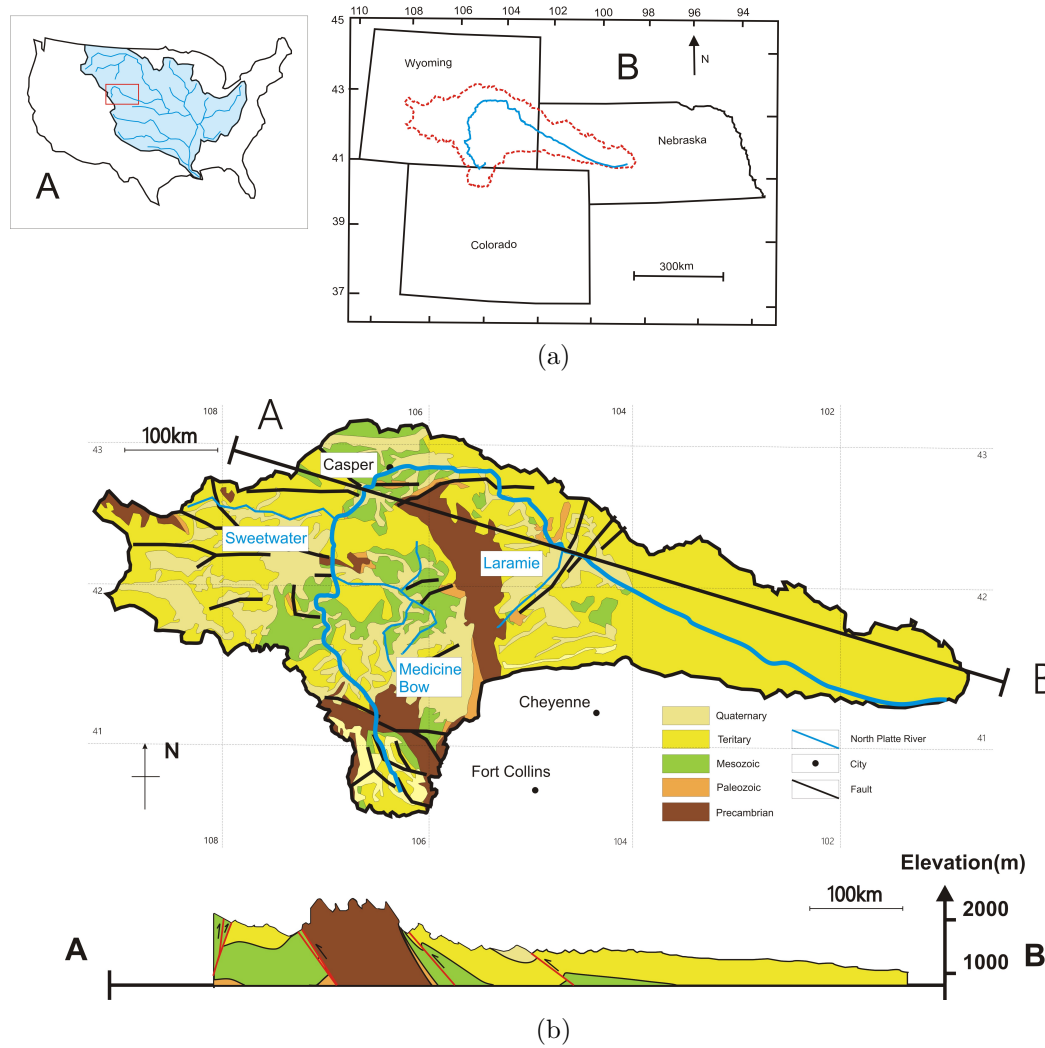 A
45
110
108
106
104
102
100
98
96
94
43
41
39
37
Wyoming
B
N
Nebraska
Colorado
300km
(a)
108
A
106
104
102
100km
43
43
Casper
Sweetwater
Laramie
42
42
Medicine
Bow
Cheyenne
Quaternary
Teritary
North Platte River
41
N
41
Mesozoic
City
Fort Collins
Paleozoic
Fault
Precambrian
108
106
104
102
Elevation(m)
100km
2000
A
1000
B
(b)